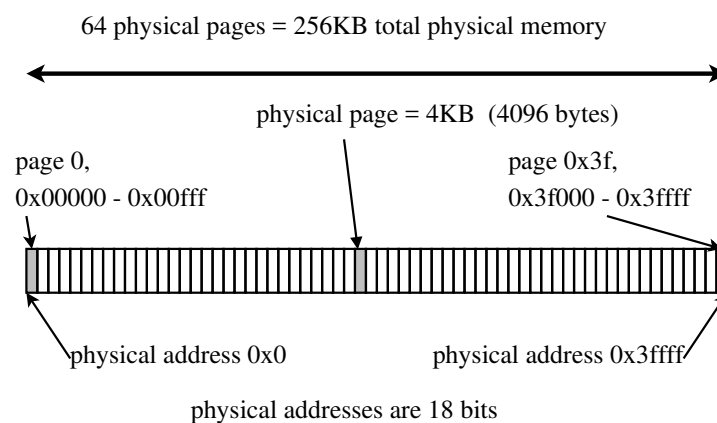 64 physical pages = 256KB total physical memory
physical page = 4KB (4096 bytes)
page 0,
0x00000 - 0x00fff
page 0x3f,
0x3f000 - 0x3ffff
physical address 0x0
physical address 0x3ffff
physical addresses are 18 bits